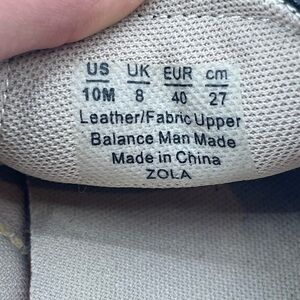 US UK EUR cm
10M 8 40 27
Leather/Fabric Upper
Balance Man Made
Made in China
ZOLA